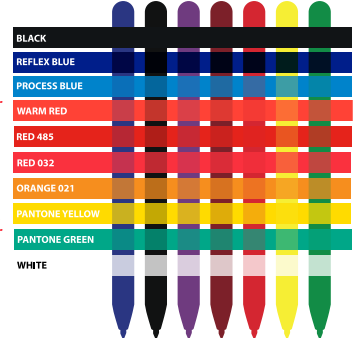 BLACK
REFLEX BLUE
PROCESS BLUE
WARM RED
RED 485
RED 032
ORANGE 021
PANTONE YELLOW
PANTONE GREEN
WHITE